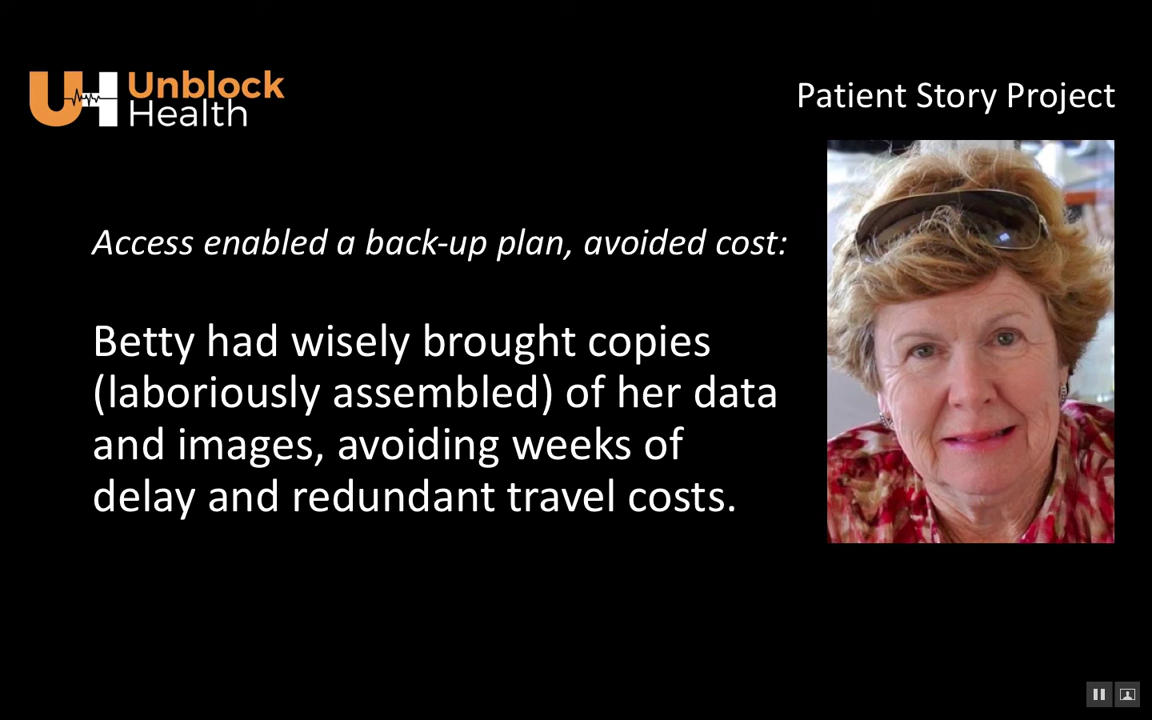 Unblock
Health
Patient Story Project
Access enabled a back-up plan, avoided cost:
Betty had wisely brought copies
(laboriously assembled) of her data
and images, avoiding weeks of
delay and redundant travel costs.